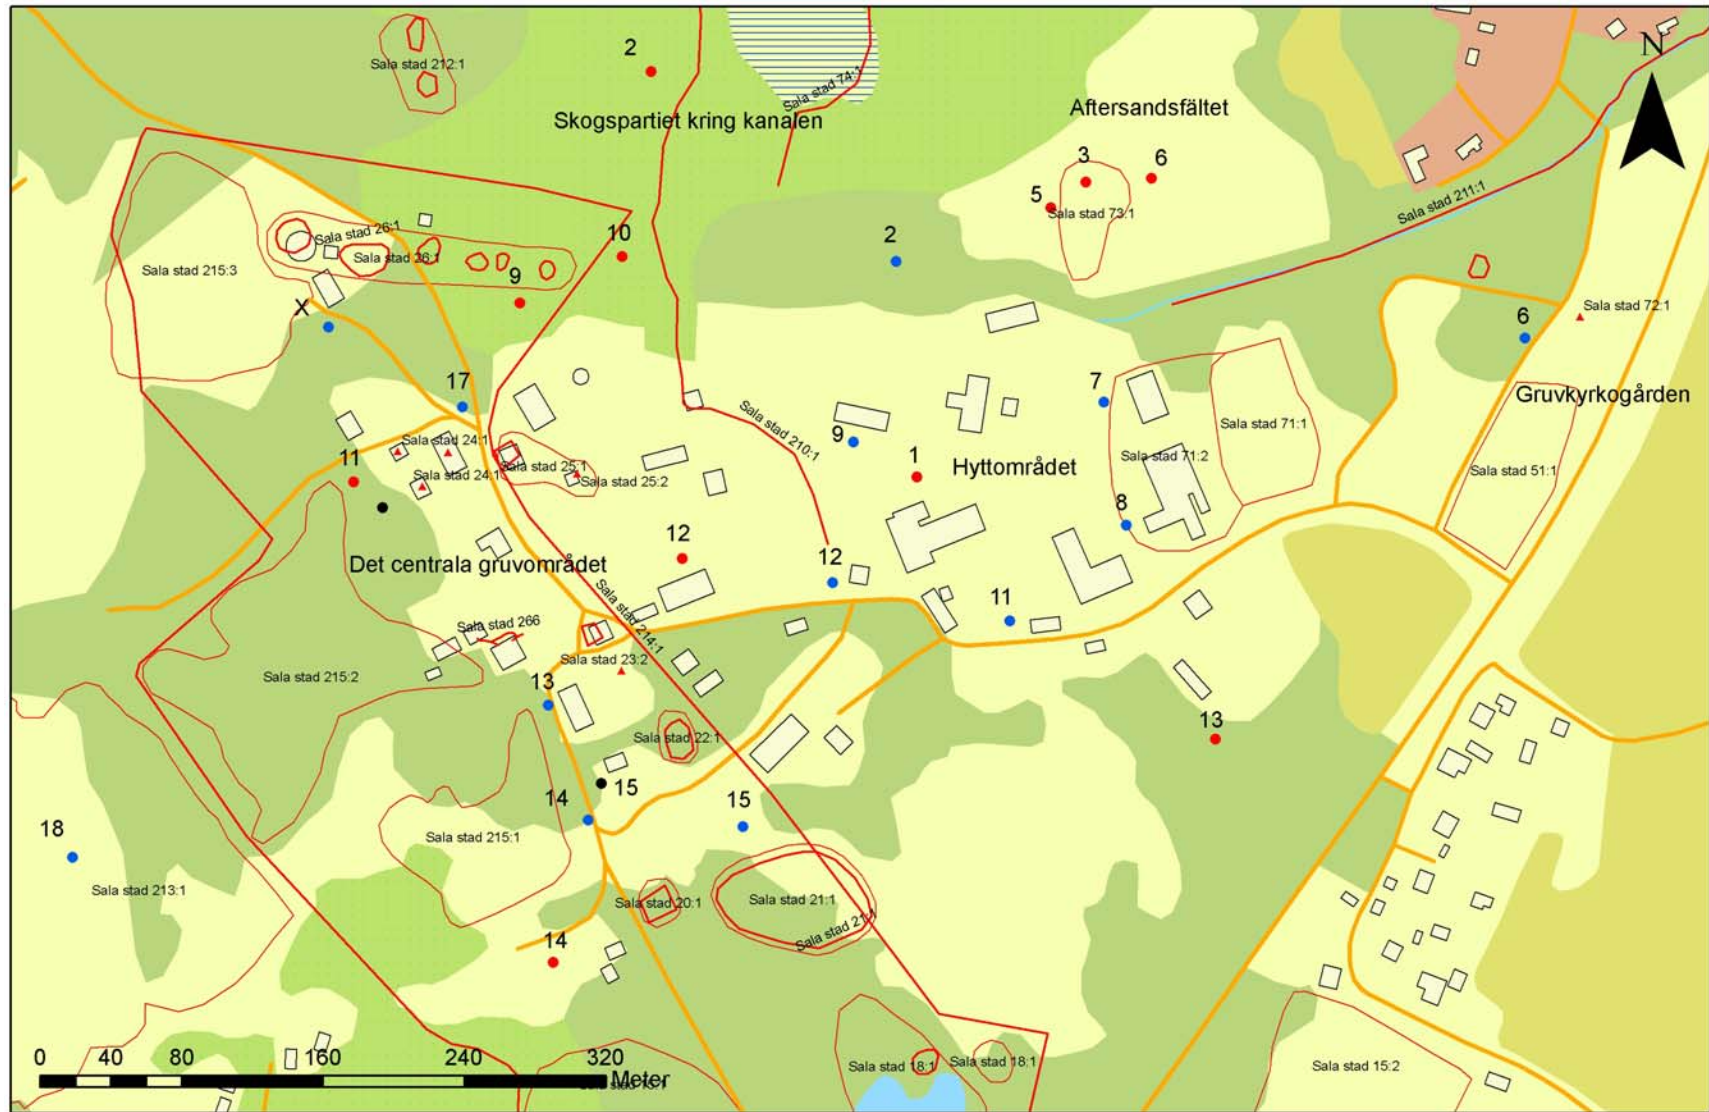 2
Sala stad 212:1
Sala stad 74:1
N
Skogspartiet kring kanalen
Aftersandsfältet
3
6
5
Sala stad 73:1
Sala stad 211:1
Sala stad 26:1
10
2
Sala stad 26:1
Sala stad 215:3
9
X
Sala stad 72:1
6
17
7
Gruvkyrkogården
Sala stad 210:1
Sala stad 71:1
Sala stad 24:1
9
1
Hyttområdet
Sala stad 71:2
11
Sala stad 24:1
Sala stad 25:1
Sala stad 25:2
Sala stad 51:1
8
12
Det centrala gruvområdet
12
Sala stad 214:1
11
Sala stad 266
Sala stad 23:2
Sala stad 215:2
13
13
Sala stad 22:1
15
14
15
18
Sala stad 215:1
Sala stad 213:1
Sala stad 20:1
Sala stad 21:1
Sala stad 21:1
14
0 40 80 160 240 320
Meter
Sala stad 18:1
Sala stad 18:1
Sala stad 15:2